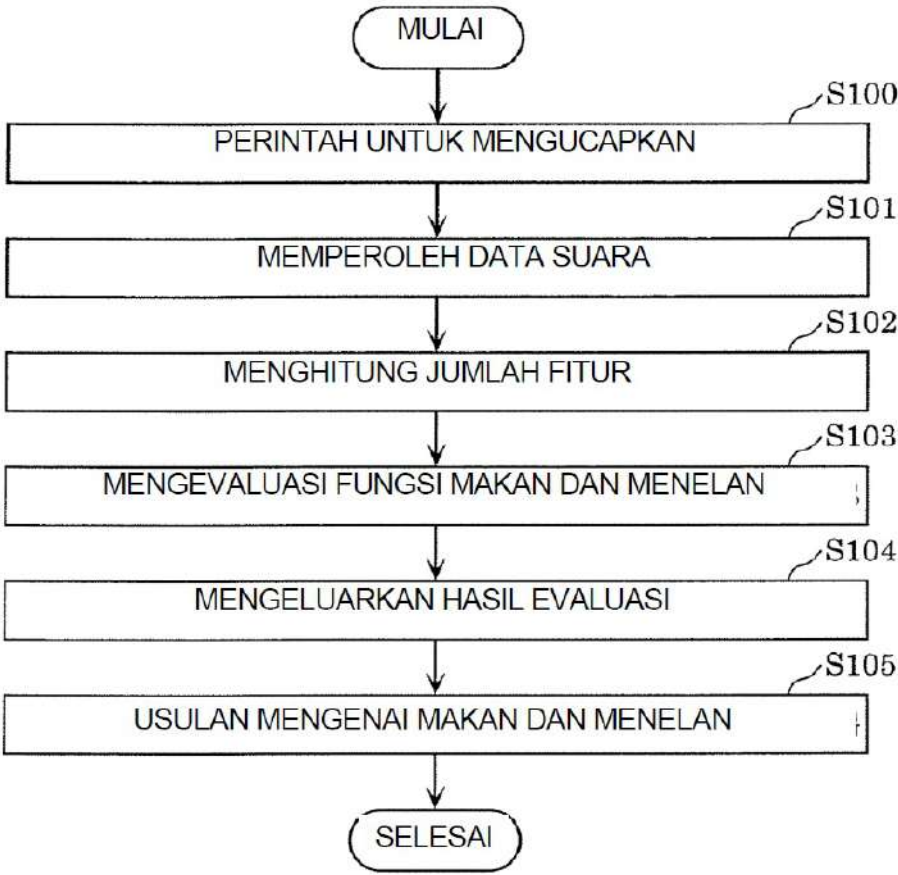 MULAI
S100
PERINTAH UNTUK MENGUCAPKAN
S101
MEMPEROLEH DATA SUARA
S102
MENGHITUNG JUMLAH FITUR
S103
MENGEVALUASI FUNGSI MAKAN DAN MENELAN
S104
MENGELUARKAN HASIL EVALUASI
S105
USULAN MENGENAI MAKAN DAN MENELAN
SELESAI